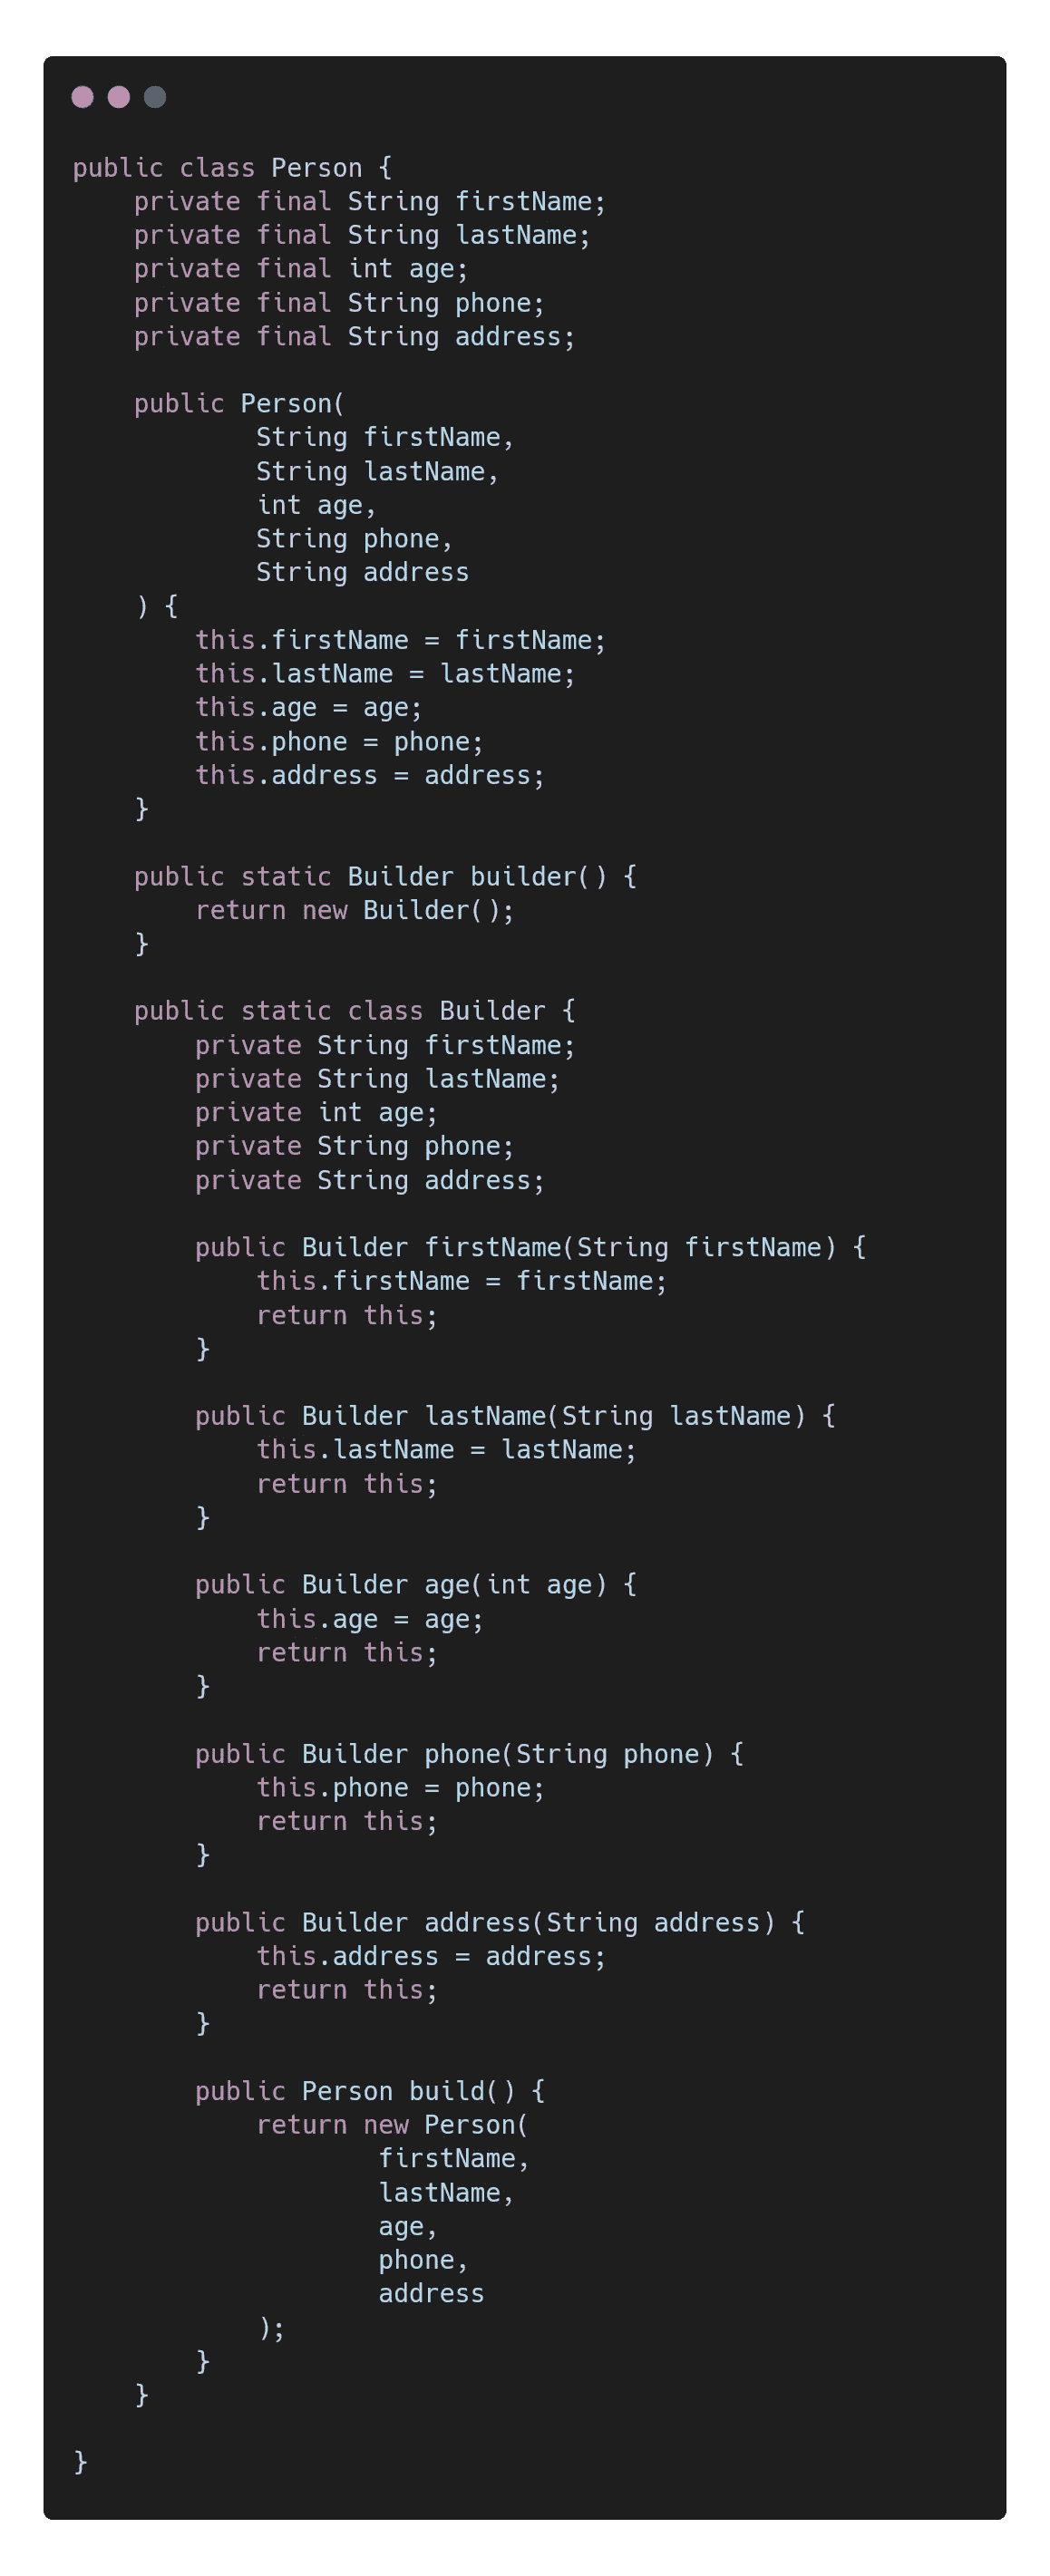 public class Person {
    private final String firstName;
    private final String lastName;
    private final int age;
    private final String phone;
    private final String address;

    public Person(
            String firstName,
            String lastName,
            int age,
            String phone,
            String address
    ) {
        this.firstName = firstName;
        this.lastName = lastName;
        this.age = age;
        this.phone = phone;
        this.address = address;
    }

    public static Builder builder() {
        return new Builder();
    }

    public static class Builder {
        private String firstName;
        private String lastName;
        private int age;
        private String phone;
        private String address;

        public Builder firstName(String firstName) {
            this.firstName = firstName;
            return this;
        }

        public Builder lastName(String lastName) {
            this.lastName = lastName;
            return this;
        }

        public Builder age(int age) {
            this.age = age;
            return this;
        }

        public Builder phone(String phone) {
            this.phone = phone;
            return this;
        }

        public Builder address(String address) {
            this.address = address;
            return this;
        }

        public Person build() {
            return new Person(
                    firstName,
                    lastName,
                    age,
                    phone,
                    address
            );
        }
    }

}